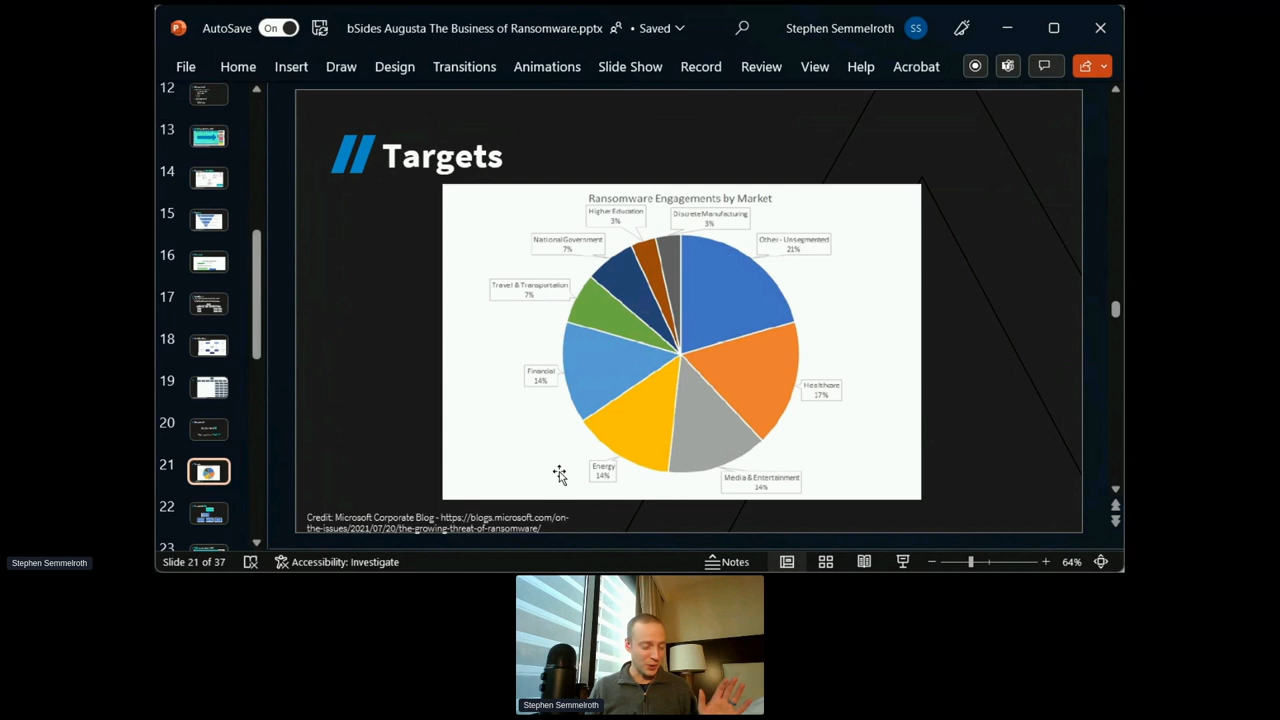 AutoSave
On
bSides Augusta The Business of Ransomware.pptx
• Saved
Stephen Semmelroth
SS
File
Home
Insert
Draw
Design
Transitions
Animations
Slide Show
Record
Review
View
Help
Acrobat
12
13
14
15
16
17
18
19
20
21
22
23
Targets
Ransomware Engagements by Market
Higher Education
3%
Discrete Manufacturing
3%
National Government
7%
Other - Unsegmented
21%
Travel & Transportation
7%
Financial
14%
Healthcare
17%
Energy
14%
Media & Entertainment
14%
Credit: Microsoft Corporate Blog - https://blogs.microsoft.com/on-
the-issues/2021/07/20/the-growing-threat-of-ransomware/
Slide 21 of 37
Accessibility: Investigate
Notes
64%
Stephen Semmelroth
Stephen Semmelroth